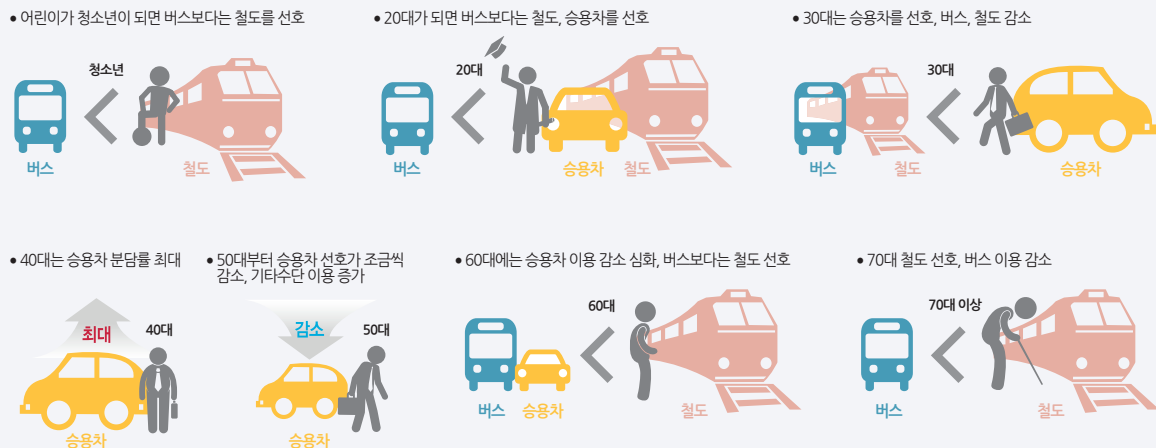 • 어린이가 청소년이 되면 버스보다는 철도를 선호
청소년
버스
철도
• 20대가 되면 버스보다는 철도, 승용차를 선호
20대
버스
승용차
철도
• 30대는 승용차를 선호, 버스, 철도 감소
30대
버스
철도
승용차
• 40대는 승용차 분담률 최대
최대
40대
승용차
• 50대부터 승용차 선호가 조금씩
감소, 기타수단 이용 증가
감소
50대
승용차
• 60대에는 승용차 이용 감소 심화, 버스보다는 철도 선호
60대
버스
승용차
철도
• 70대 철도 선호, 버스 이용 감소
70대 이상
버스
철도